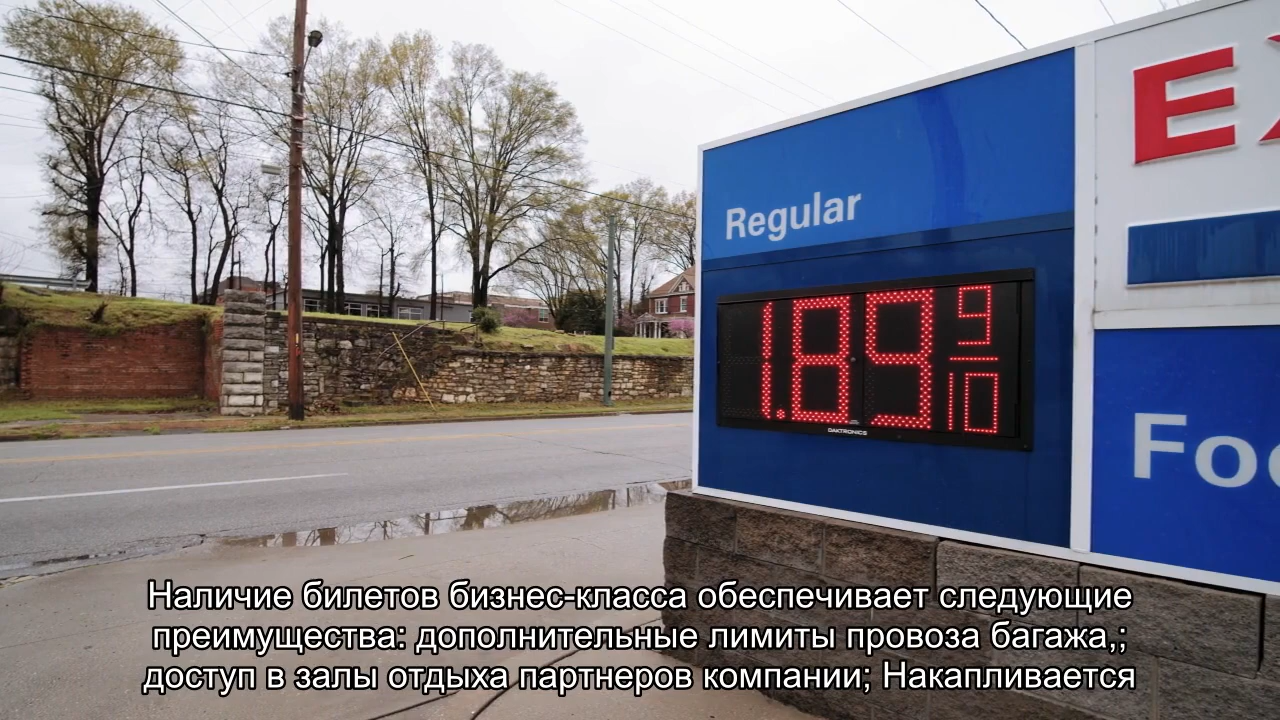 EX
Regular
1.89 9/10
DAKTRONICS
Foo
Наличие билетов бизнес-класса обеспечивает следующие
преимущества: дополнительные лимиты провоза багажа,;
доступ в залы отдыха партнеров компании; Накапливается